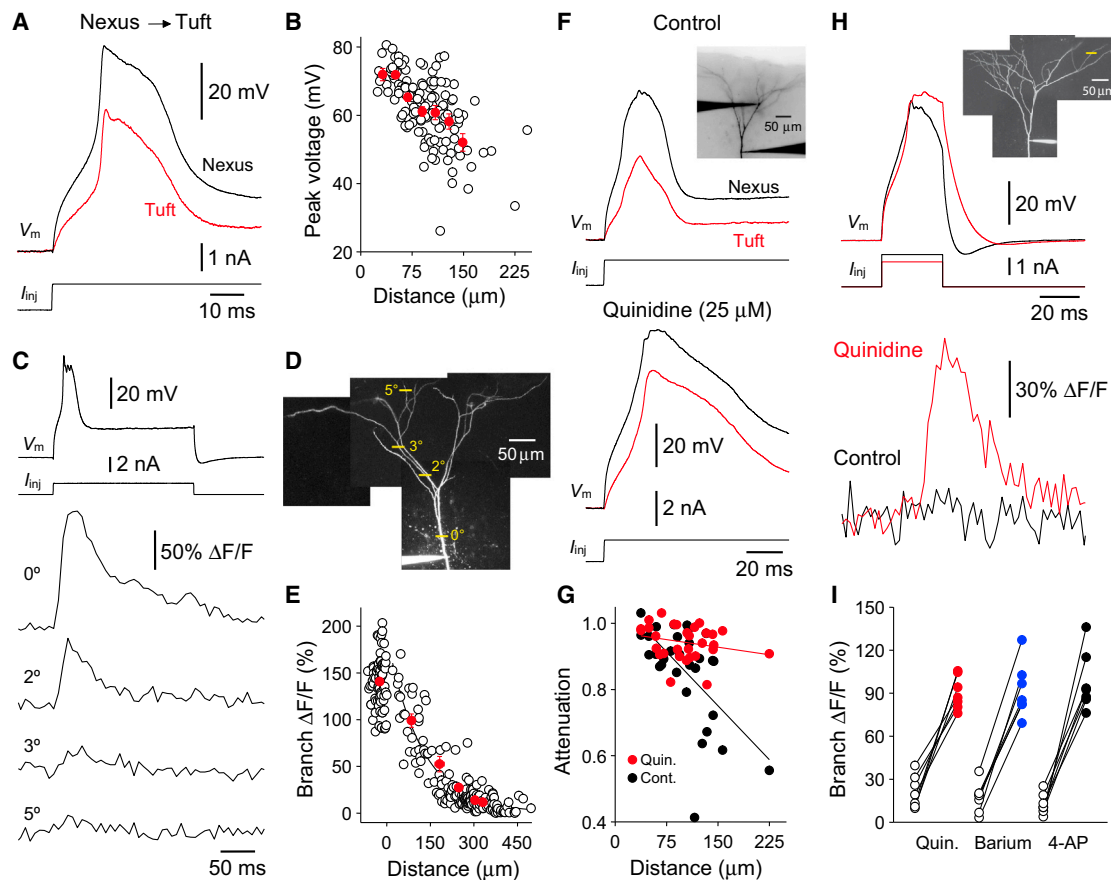 A
Nexus → Tuft
20 mV
Nexus
Tuft
Vm
1 nA
Iinj
10 ms
B
Peak voltage (mV)
80
60
40
20
0
75
150
225
Distance (μm)
C
20 mV
Vm
2 nA
Iinj
50% ΔF/F
0º
2º
3º
5º
50 ms
D
5°
3°
2°
0°
50 μm
E
Branch ΔF/F (%)
200
150
100
50
0
0
150
300
450
Distance (μm)
F
Control
50 μm
Nexus
Vm
Tuft
Iinj
Quinidine (25 μM)
20 mV
Vm
2 nA
Iinj
20 ms
G
Attenuation
1.0
0.8
0.6
0.4
Quin.
Cont.
0
75
150
225
Distance (μm)
H
50 μm
20 mV
Vm
Iinj
1 nA
20 ms
Quinidine
30% ΔF/F
Control
I
Branch ΔF/F (%)
150
120
90
60
30
0
Quin.
Barium
4-AP